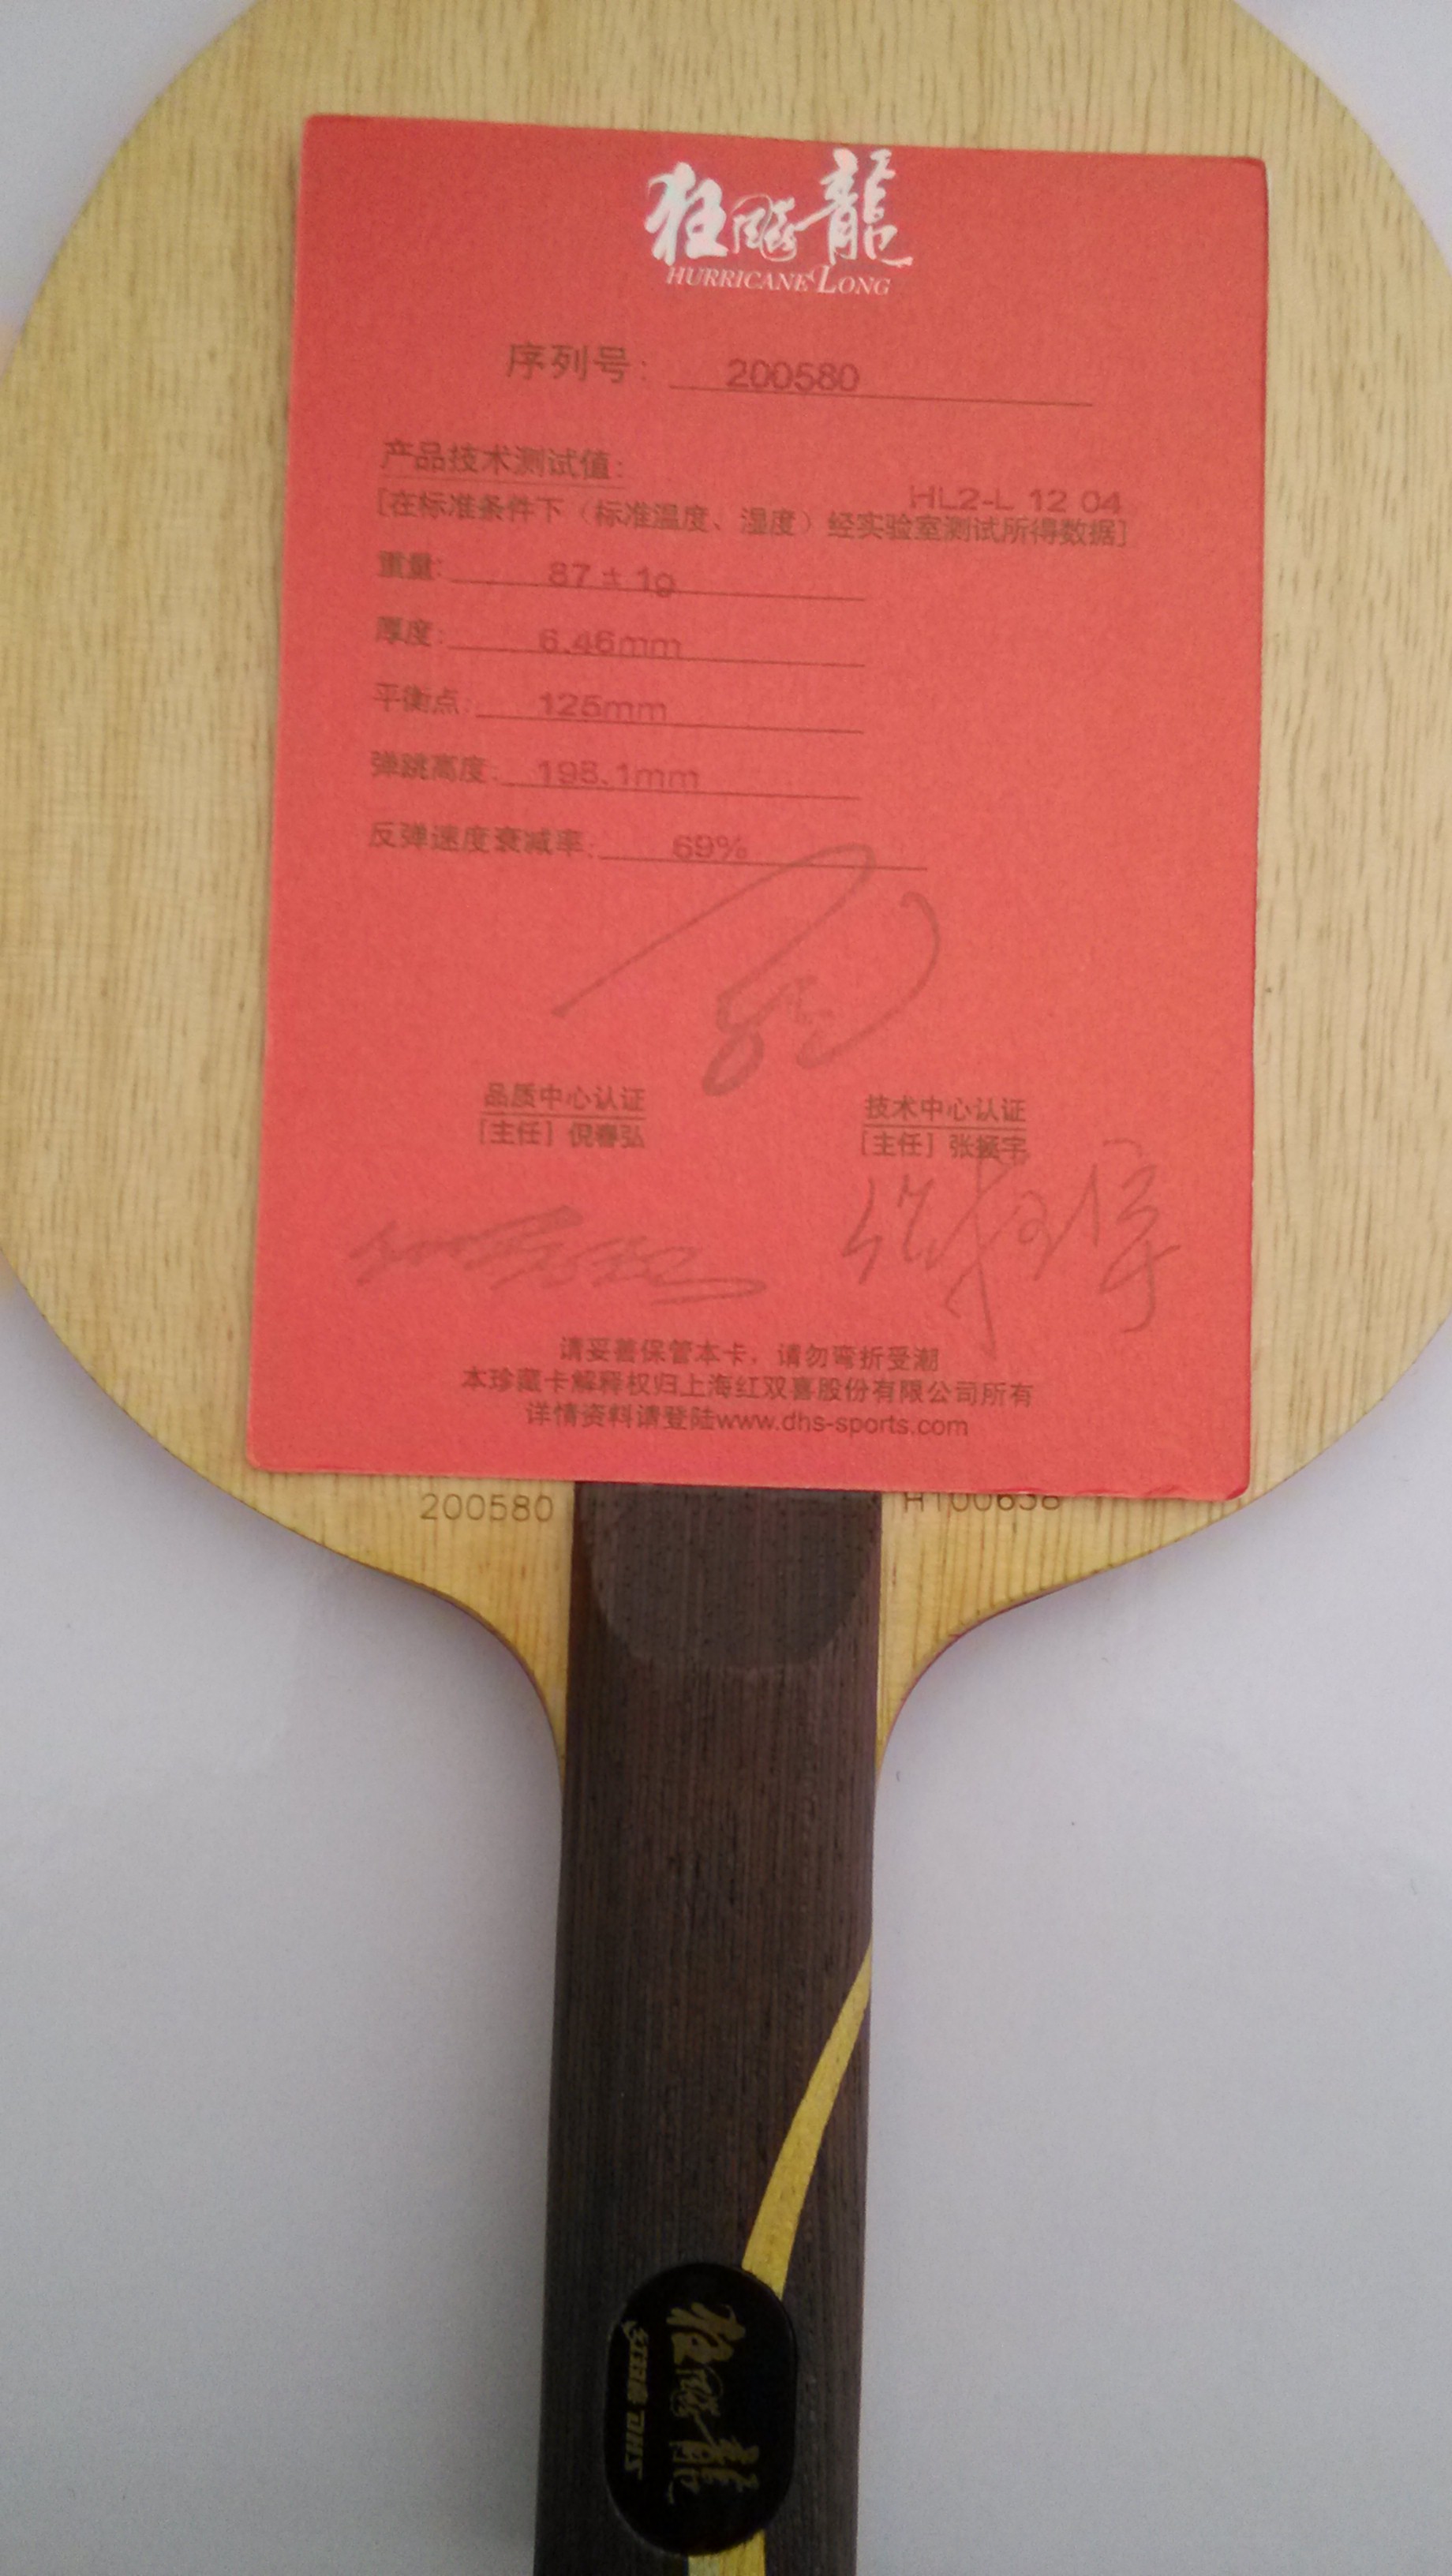 狂飚龍
HURRICANE LONG
序列号: 200580
产品技术测试值:
HL2-L 12 04
[在标准条件下（标准温度、湿度）经实验室测试所得数据]
重量: 87±1g
厚度: 6.46mm
平衡点: 125mm
弹跳高度: 198.1mm
反弹速度衰减率: 69%
品质中心认证 技术中心认证
[主任] 倪春弘 [主任] 张振宇
请妥善保管本卡，请勿弯折受潮
本珍藏卡解释权归上海红双喜股份有限公司所有
详情资料请登陆www.dhs-sports.com
200580 H100638
狂飚龍
红双喜 DHS